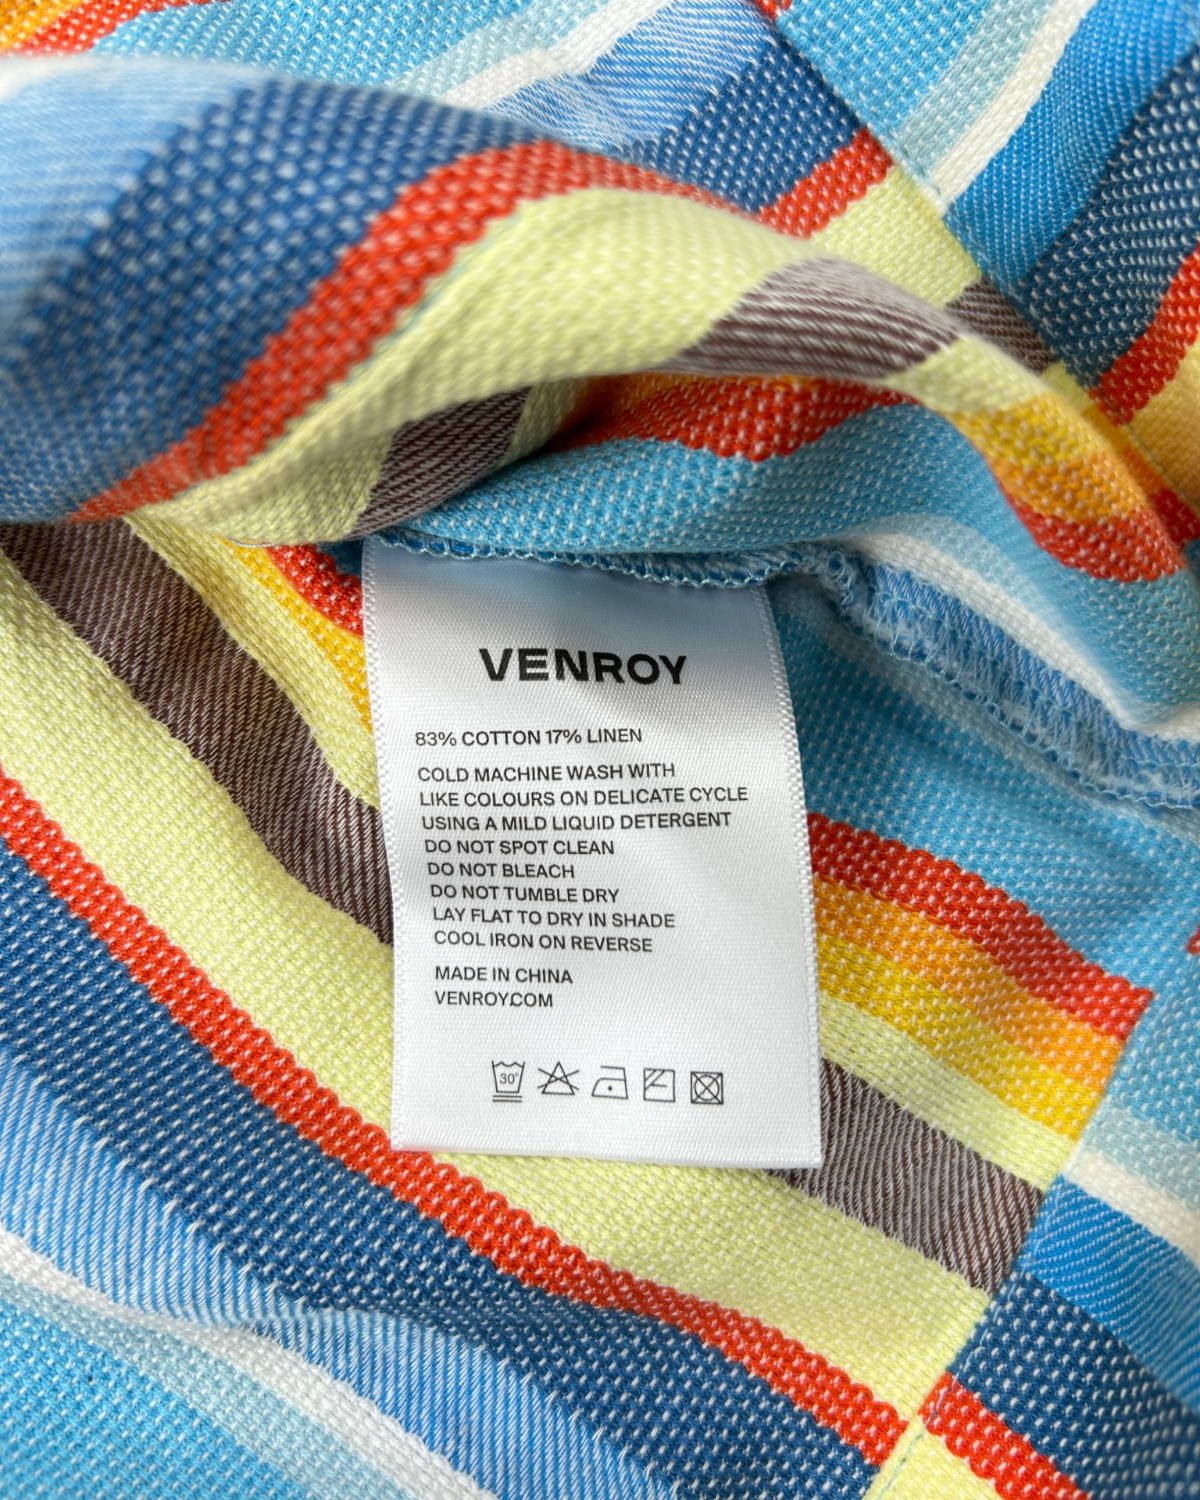 VENROY
83% COTTON 17% LINEN
COLD MACHINE WASH WITH
LIKE COLOURS ON DELICATE CYCLE
USING A MILD LIQUID DETERGENT
DO NOT SPOT CLEAN
DO NOT BLEACH
DO NOT TUMBLE DRY
LAY FLAT TO DRY IN SHADE
COOL IRON ON REVERSE
MADE IN CHINA
VENROY.COM
30°